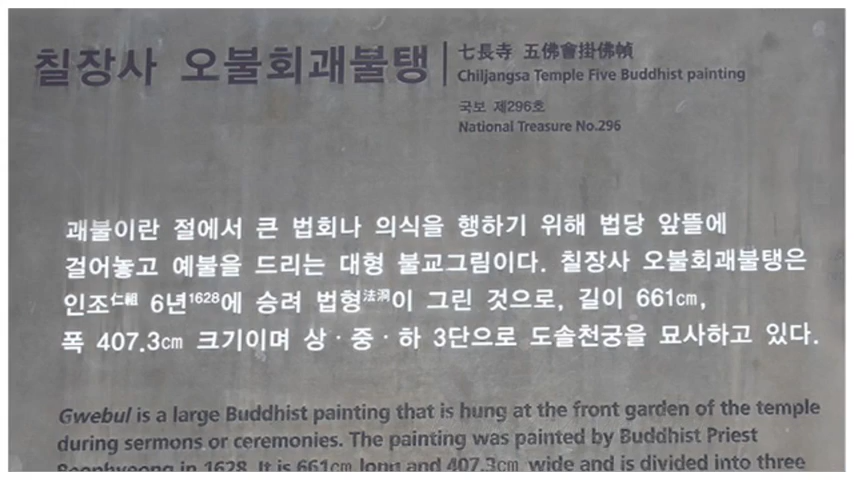 칠장사 오불회괘불탱
七長寺 五佛會掛佛幀
Chiljangsa Temple Five Buddhist painting
국보 제296호
National Treasure No.296
괘불이란 절에서 큰 법회나 의식을 행하기 위해 법당 앞뜰에
걸어놓고 예불을 드리는 대형 불교그림이다. 칠장사 오불회괘불탱은
인조仁祖 6년1628에 승려 법형法泂이 그린 것으로, 길이 661cm,
폭 407.3cm 크기이며 상·중·하 3단으로 도솔천궁을 묘사하고 있다.
Gwebul is a large Buddhist painting that is hung at the front garden of the temple
during sermons or ceremonies. The painting was painted by Buddhist Priest
in 1628. It is 661cm long and 407.3cm wide and is divided into three